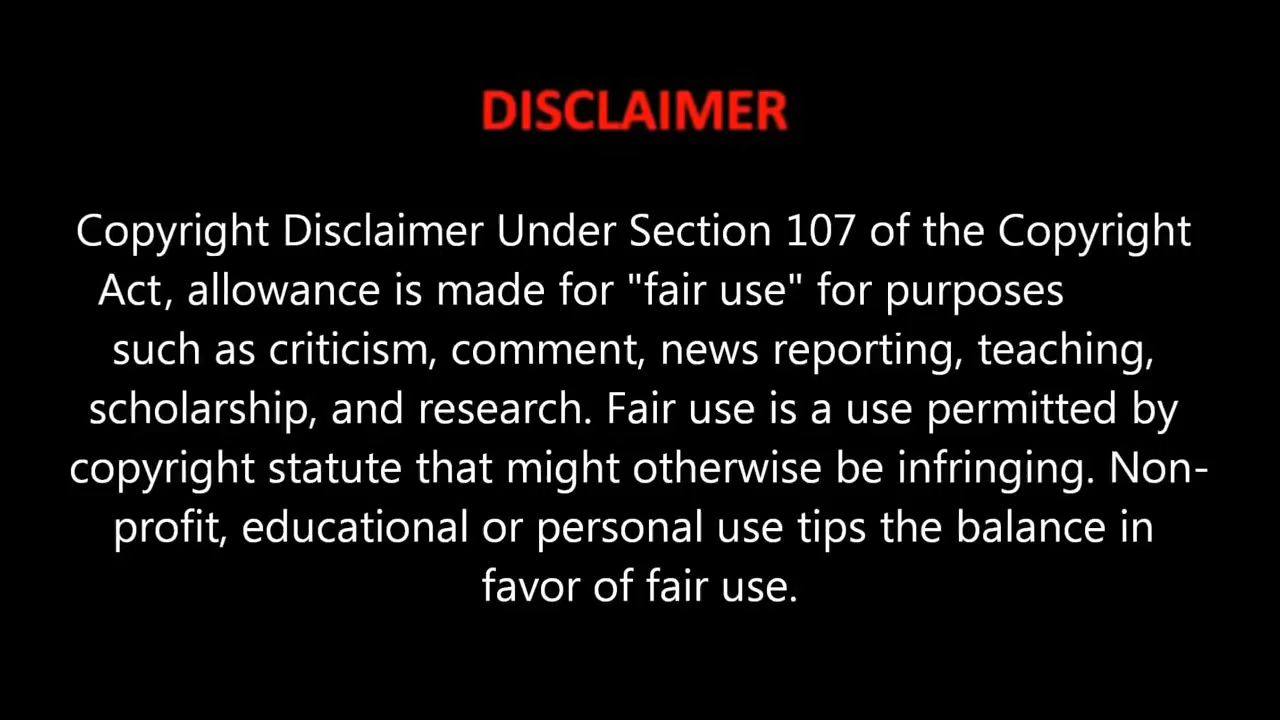 DISCLAIMER
Copyright Disclaimer Under Section 107 of the Copyright
Act, allowance is made for "fair use" for purposes
such as criticism, comment, news reporting, teaching,
scholarship, and research. Fair use is a use permitted by
copyright statute that might otherwise be infringing. Non-
profit, educational or personal use tips the balance in
favor of fair use.